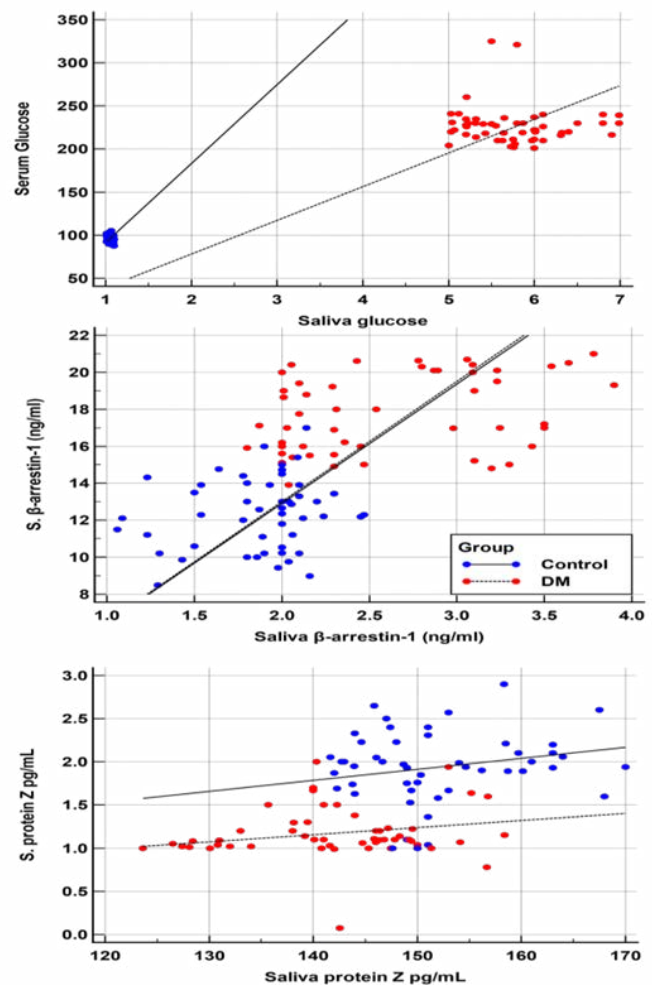 350
300
250
200
150
100
50
Serum Glucose
1 2 3 4 5 6 7
Saliva glucose
22
20
18
16
14
12
10
8
S. β-arrestin-1 (ng/ml)
Group
Control
DM
1.0 1.5 2.0 2.5 3.0 3.5 4.0
Saliva β-arrestin-1 (ng/ml)
3.0
2.5
2.0
1.5
1.0
0.5
0.0
S. protein Z pg/mL
120 130 140 150 160 170
Saliva protein Z pg/mL